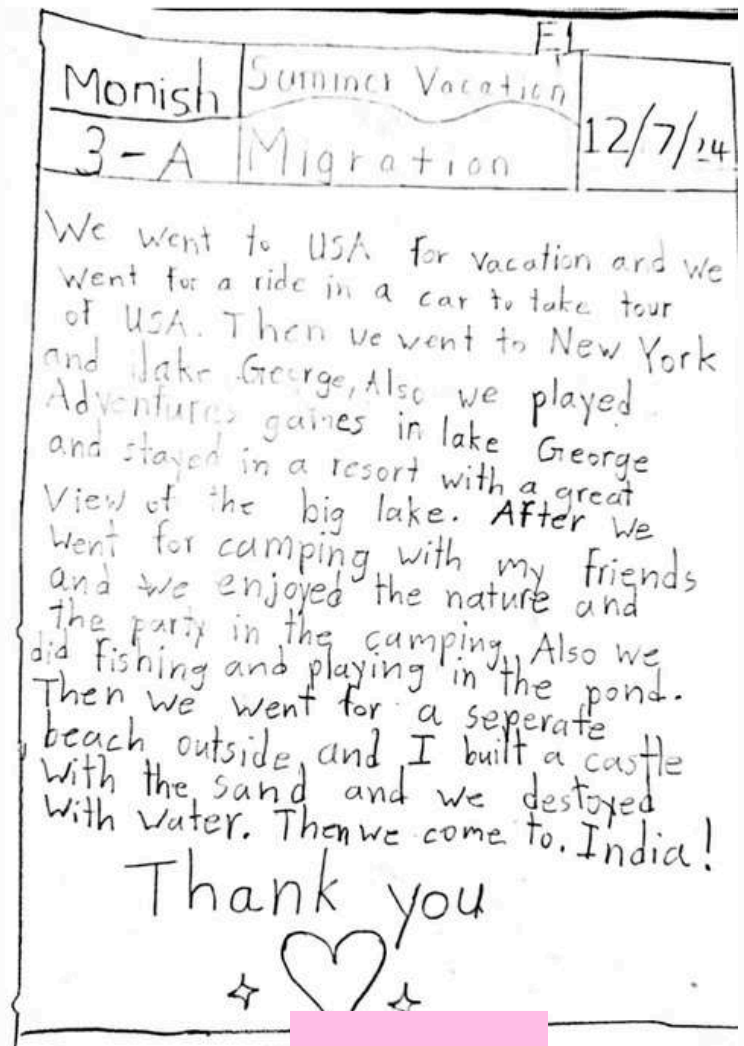 EL
Monish
Summer Vacation
12/7/24
3-A
Migration
We went to USA for vacation and we
went for a ride in a car to take tour
of USA. Then we went to New York
and lake George, Also we played
Adventures games in lake George
and stayed in a resort with a great
View of the big lake. After we
went for camping with my friends
and we enjoyed the nature and
the party in the camping. Also we
did fishing and playing in the pond.
Then we went for a seperate
beach outside, and I built a castle
with the sand and we destoyed
with water. Then we come to. India!
Thank you